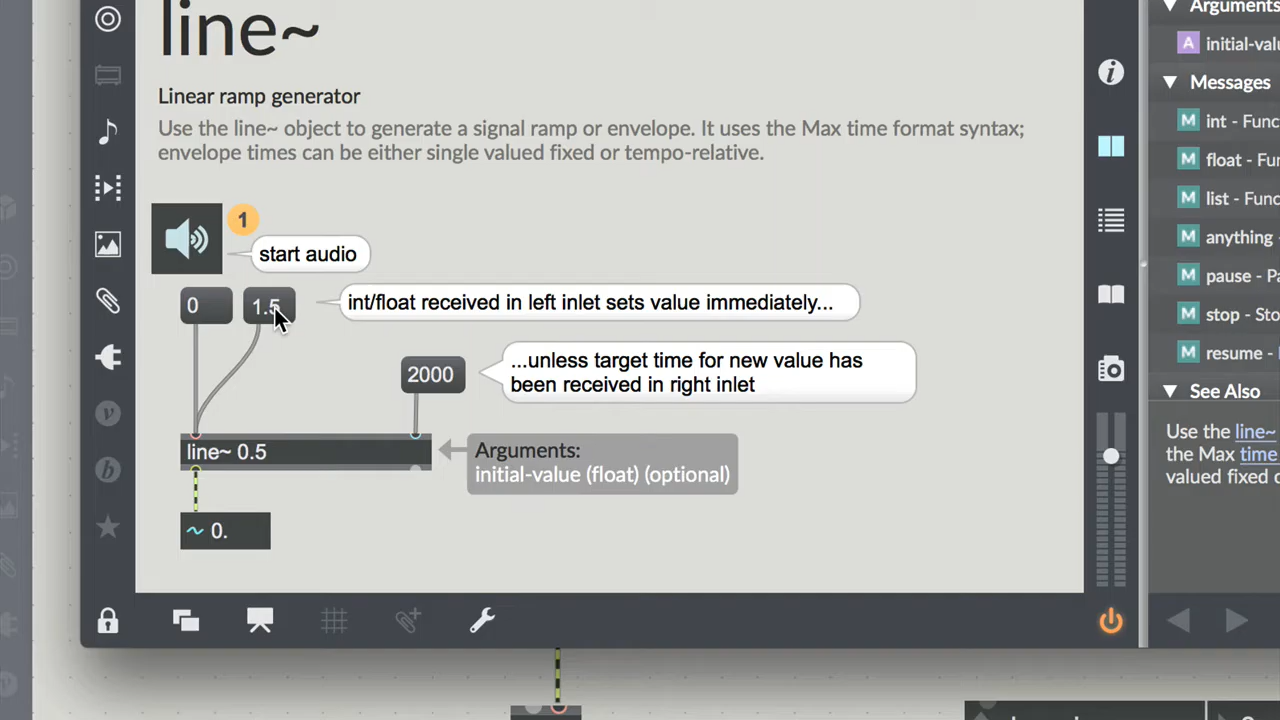 line~
Linear ramp generator
Use the line~ object to generate a signal ramp or envelope. It uses the Max time format syntax;
envelope times can be either single valued fixed or tempo-relative.
1
start audio
0
1.5
int/float received in left inlet sets value immediately...
2000
...unless target time for new value has
been received in right inlet
line~ 0.5
Arguments:
initial-value (float) (optional)
~ 0.
Arguments
A initial-valu
Messages
M int - Func
M float - Fun
M list - Func
M anything -
M pause - Pa
M stop - Sto
M resume -
See Also
Use the line~
the Max time
valued fixed o
v
b
i